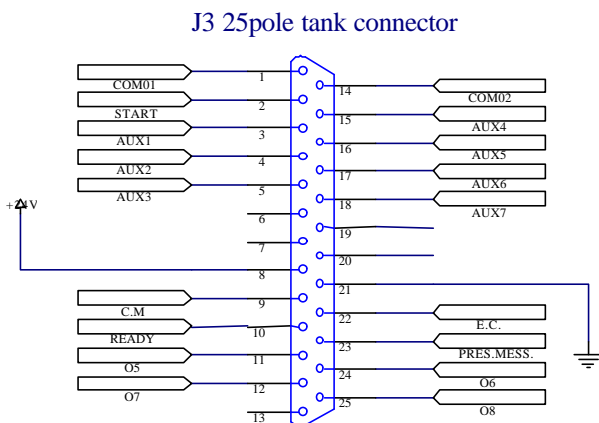 J3 25pole tank connector
1
COM01
14
COM02
2
START
15
AUX4
3
AUX1
16
AUX5
4
AUX2
17
AUX6
5
AUX3
18
AUX7
+24V
6
19
7
20
8
21
9
C.M
22
E.C.
10
READY
23
PRES.MESS.
11
O5
24
O6
12
O7
25
O8
13